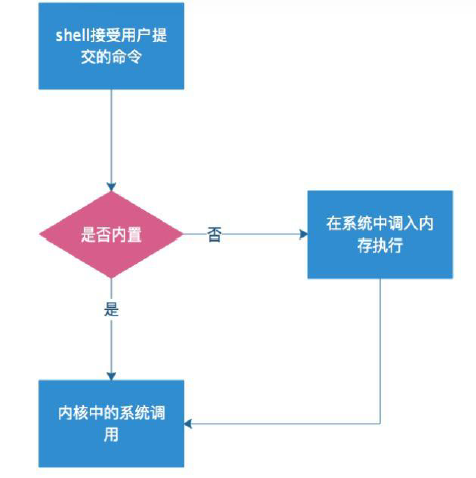 shell接受用户提
交的命令
是否内置
否
在系统中调入内
存执行
是
内核中的系统调
用